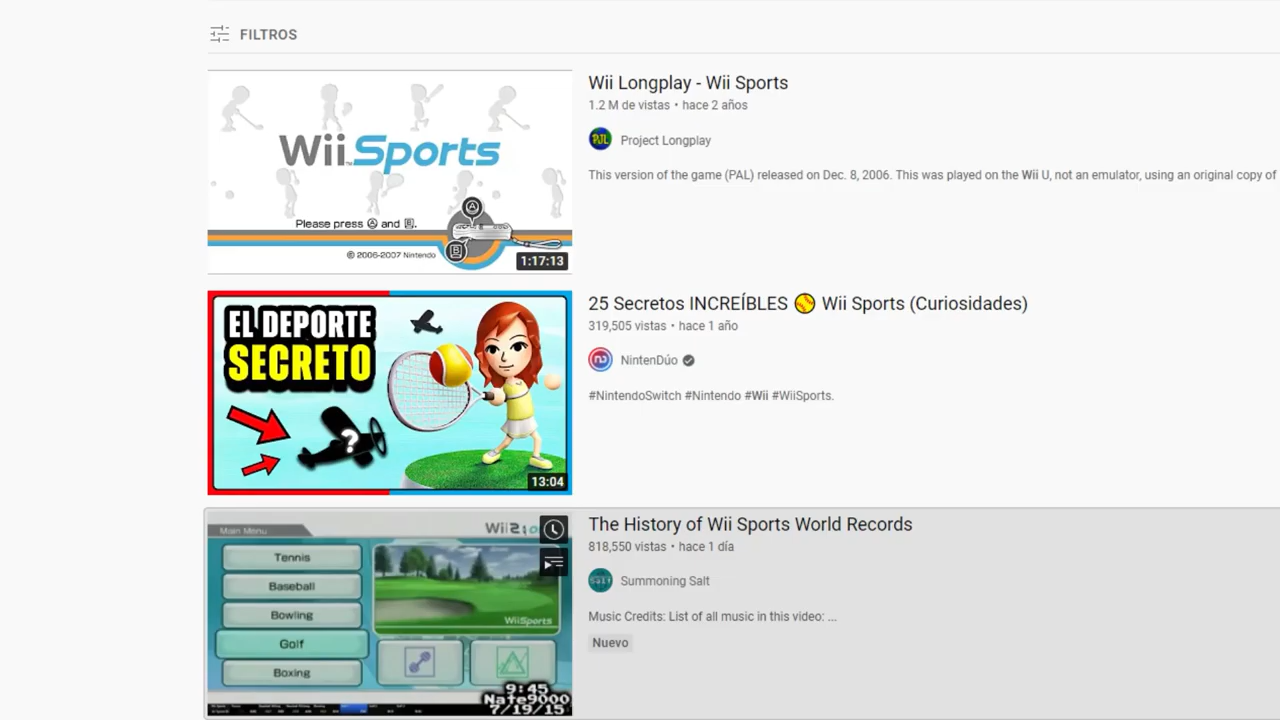 FILTROS
Wii Sports
Please press Ⓐ and 🄱.
© 2006-2007 Nintendo
A
B
1:17:13
Wii Longplay - Wii Sports
1.2 M de vistas • hace 2 años
PJL
Project Longplay
This version of the game (PAL) released on Dec. 8, 2006. This was played on the Wii U, not an emulator, using an original copy of
EL DEPORTE
SECRETO
?
13:04
25 Secretos INCREÍBLES 🥎 Wii Sports (Curiosidades)
319,505 vistas • hace 1 año
NintenDúo
#NintendoSwitch #Nintendo #Wii #WiiSports.
Main Menu
Tennis
Baseball
Bowling
Golf
Boxing
WiiSports
9:45
Nate9000
7/19/15
The History of Wii Sports World Records
818,550 vistas • hace 1 día
SALT
Summoning Salt
Music Credits: List of all music in this video: ...
Nuevo